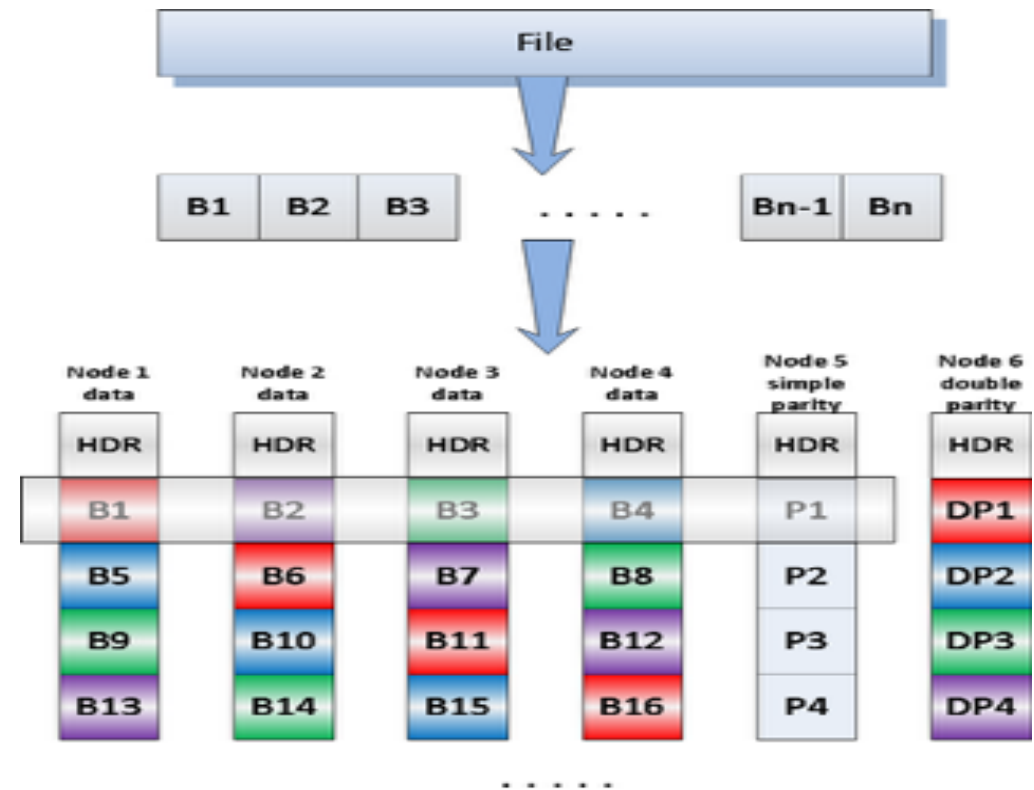 File
B1 B2 B3 . . . . . Bn-1 Bn
Node 1 data
Node 2 data
Node 3 data
Node 4 data
Node 5 simple parity
Node 6 double parity
HDR HDR HDR HDR HDR HDR
B1 B2 B3 B4 P1 DP1
B5 B6 B7 B8 P2 DP2
B9 B10 B11 B12 P3 DP3
B13 B14 B15 B16 P4 DP4
. . . . .